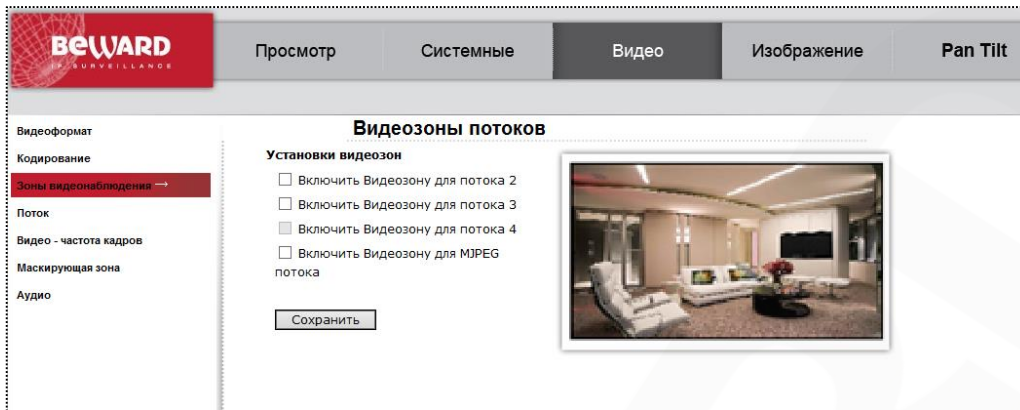 BEWARD
IP SURVEILLANCE
Просмотр
Системные
Видео
Изображение
Pan Tilt
Видеоформат
Кодирование
Зоны видеонаблюдения →
Поток
Видео - частота кадров
Маскирующая зона
Аудио
Видеозоны потоков
Установки видеозон
Включить Видеозону для потока 2
Включить Видеозону для потока 3
Включить Видеозону для потока 4
Включить Видеозону для MJPEG
потока
Сохранить